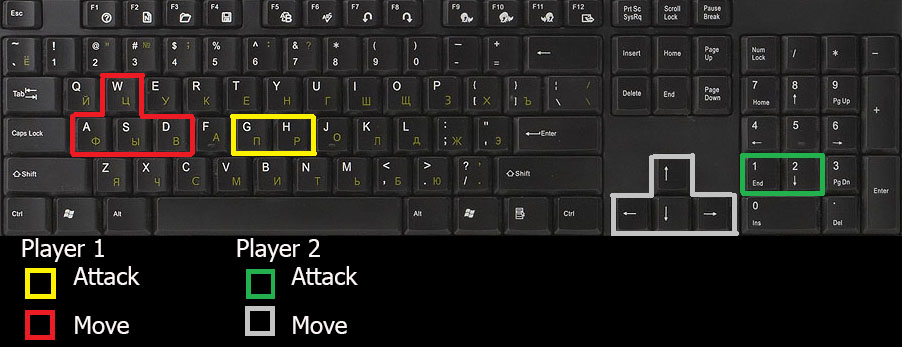 Esc F1 F2 F3 F4 F5 F6 F7 F8 F9 F10 F11 F12 Prt Sc SysRq Scroll Lock Pause Break
~ ` Ё ! 1 @ " 2 # № 3 $ ; 4 % 5 ^ : 6 & ? 7 * 8 ( 9 ) 0 _ - + = ← Insert Home Page Up Num Lock / * -
Tab Q Й W Ц E У R К T Е Y Н U Г I Ш O Щ P З { [ Х } ] Ъ | \ / Delete End Page Down 7 Home 8 ↑ 9 Pg Up +
Caps Lock A Ф S Ы D В F А G П H Р J О K Л L Д : ; Ж " ' Э Enter 4 ← 5 6 →
Shift Z Я X Ч C С V М B И N Т M Ь < , Б > . Ю ? / Shift ↑ 1 End 2 ↓ 3 Pg Dn Enter
Ctrl Alt Alt Ctrl ← ↓ → 0 Ins . Del
Player 1 Player 2
Attack Attack
Move Move